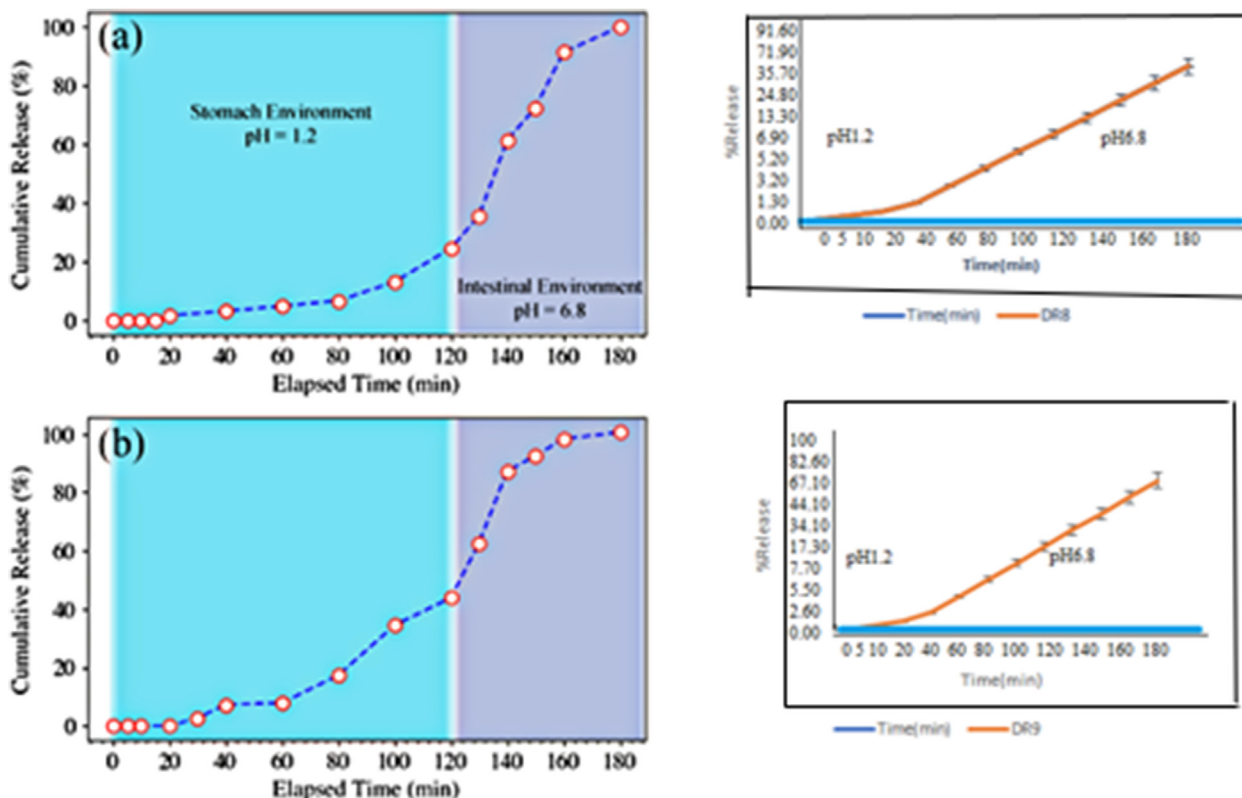 (a)
100
80
60
40
20
0
Cumulative Release (%)
Stomach Environment
pH = 1.2
Intestinal Environment
pH = 6.8
0 20 40 60 80 100 120 140 160 180
Elapsed Time (min)
91.60
71.90
35.70
24.80
13.30
6.90
5.20
3.20
1.30
0.00
%Release
pH1.2
pH6.8
0 5 10 20 40 60 80 100 140 160 180
Time(min)
Time(min) DR8
(b)
100
80
60
40
20
0
Cumulative Release (%)
0 20 40 60 80 100 120 140 160 180
Elapsed Time (min)
100
82.60
67.10
44.10
34.10
17.30
7.70
5.50
2.60
0.00
%Release
pH1.2
pH6.8
0 5 10 20 40 60 80 100 140 160 180
Time(min)
Time(min) DR9